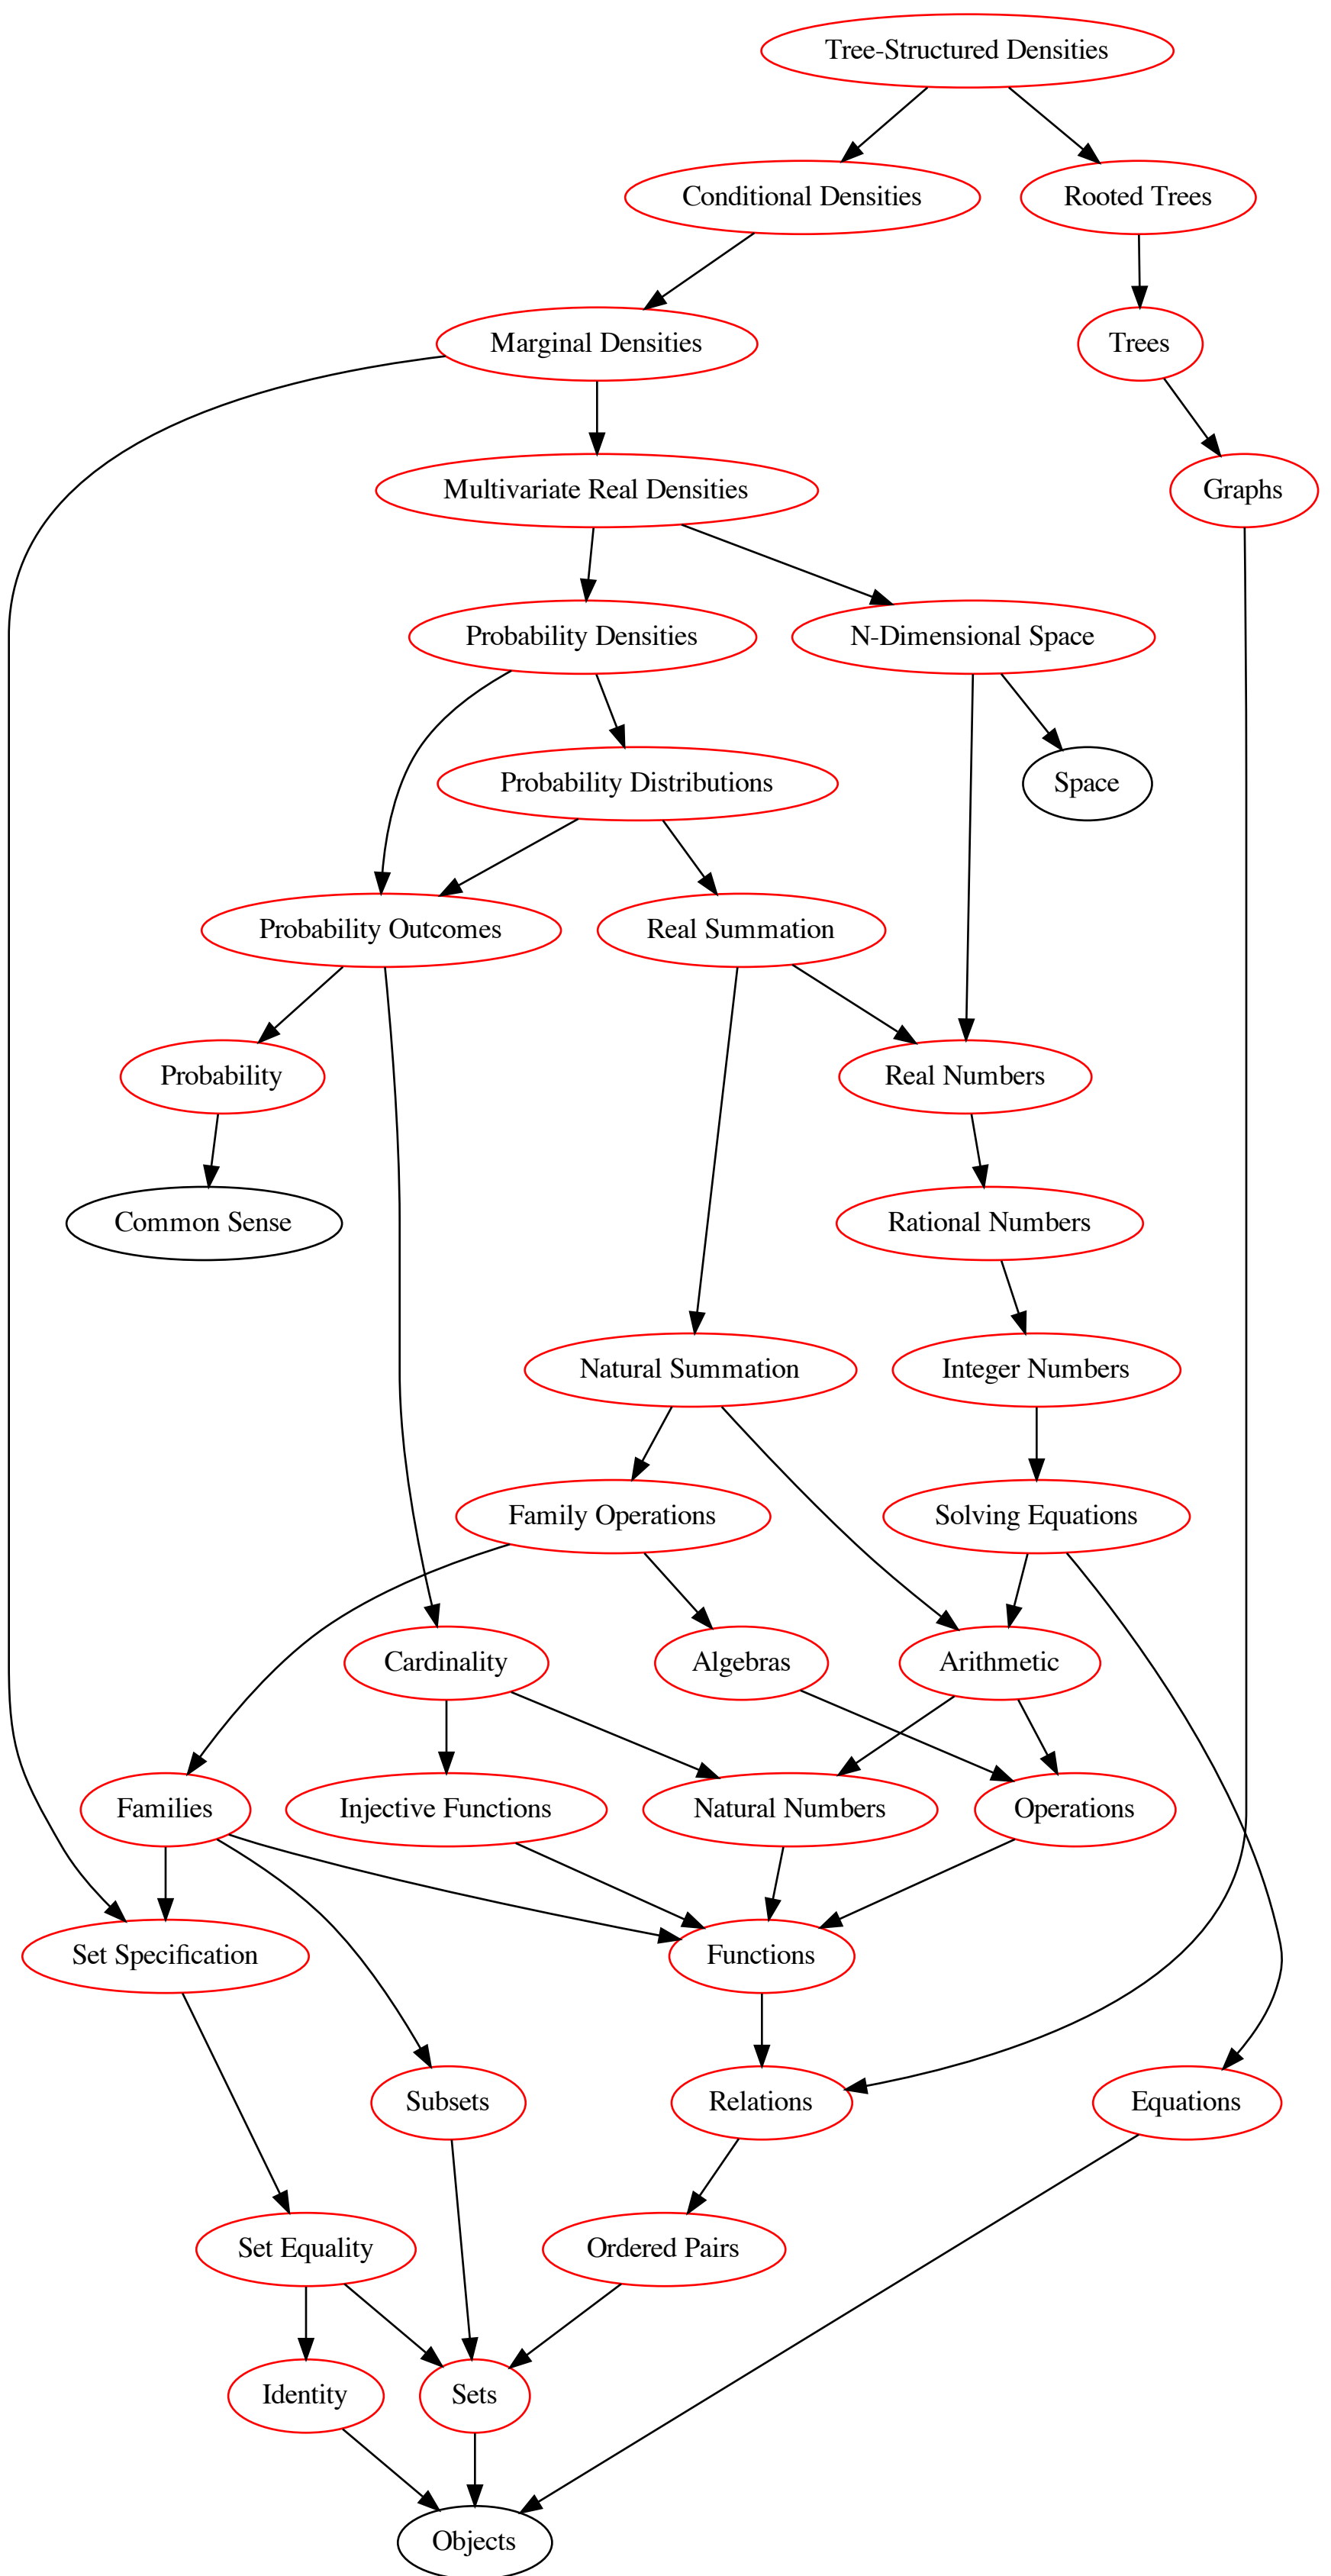 Tree-Structured Densities
Conditional Densities
Rooted Trees
Marginal Densities
Trees
Multivariate Real Densities
Graphs
Probability Densities
N-Dimensional Space
Probability Distributions
Space
Probability Outcomes
Real Summation
Probability
Real Numbers
Common Sense
Rational Numbers
Natural Summation
Integer Numbers
Family Operations
Solving Equations
Cardinality
Algebras
Arithmetic
Families
Injective Functions
Natural Numbers
Operations
Set Specification
Functions
Subsets
Relations
Equations
Set Equality
Ordered Pairs
Identity
Sets
Objects